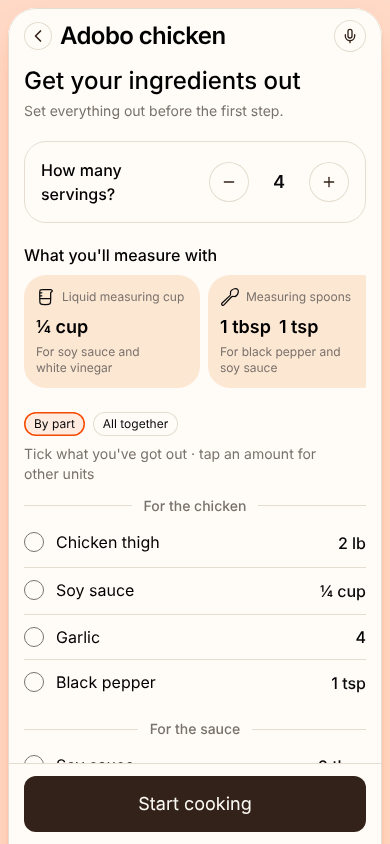 Adobo chicken
Get your ingredients out
Set everything out before the first step.
How many
servings?
− 4 +
What you'll measure with
Liquid measuring cup
¼ cup
For soy sauce and
white vinegar
Measuring spoons
1 tbsp 1 tsp
For black pepper and
soy sauce
By part All together
Tick what you've got out · tap an amount for
other units
For the chicken
Chicken thigh 2 lb
Soy sauce ¼ cup
Garlic 4
Black pepper 1 tsp
For the sauce
Soy sauce
Start cooking